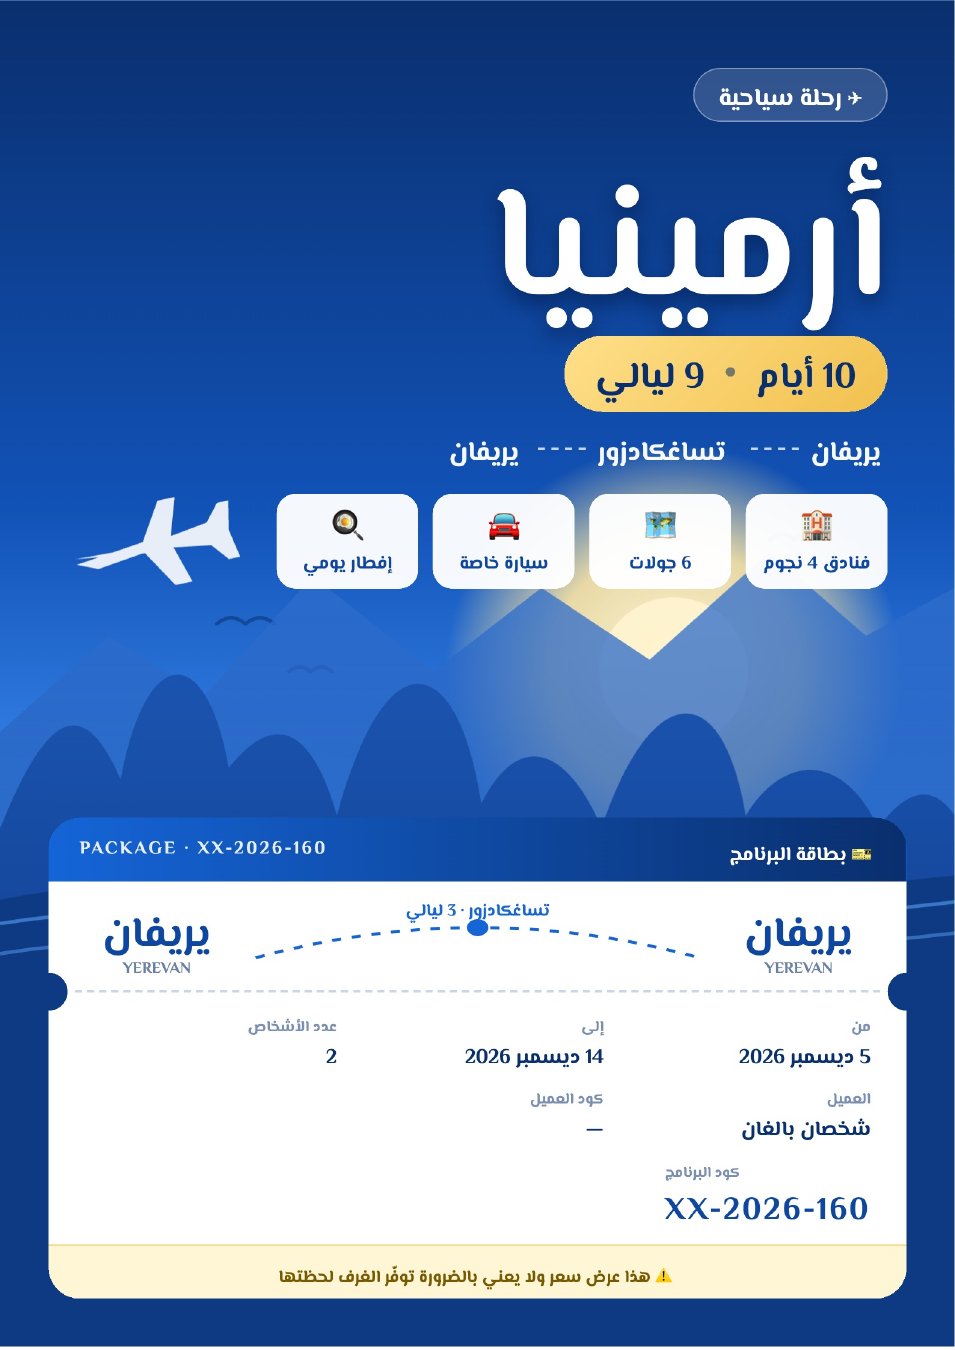 ✈ رحلة سياحية
أرمينيا
10 أيام • 9 ليالي
يريفان ---- تساغكادزور ---- يريفان
فنادق 4 نجوم
6 جولات
سيارة خاصة
إفطار يومي
🎫 بطاقة البرنامج
PACKAGE · XX-2026-160
يريفان
YEREVAN
تساغكادزور · 3 ليالي
يريفان
YEREVAN
من
5 ديسمبر 2026
إلى
14 ديسمبر 2026
عدد الأشخاص
2
العميل
شخصان بالغان
كود العميل
—
كود البرنامج
XX-2026-160
⚠️ هذا عرض سعر ولا يعني بالضرورة توفّر الغرف لحظتها